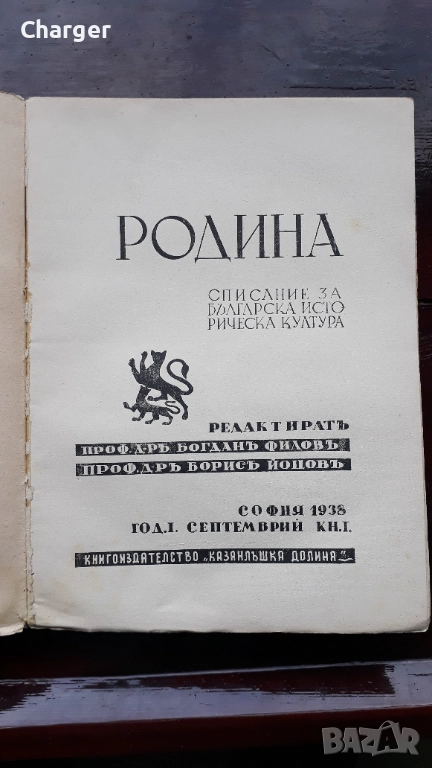 Charger
РОДИНА
СПИСАНИЕ ЗА
БЪЛГАРСКА ИСТО
РИЧЕСКА КУЛТУРА
РЕДАКТИРАТЪ
ПРОФ.Д-РЪ БОГДАНЪ ФИЛОВЪ
ПРОФ.Д-РЪ БОРИСЪ ЙОЦОВЪ
СОФИЯ 1938
ГОД.I. СЕПТЕМВРИЙ КН.I.
КНИГОИЗДАТЕЛСТВО „КАЗАНЛЪШКА ДОЛИНА"
BAZAR